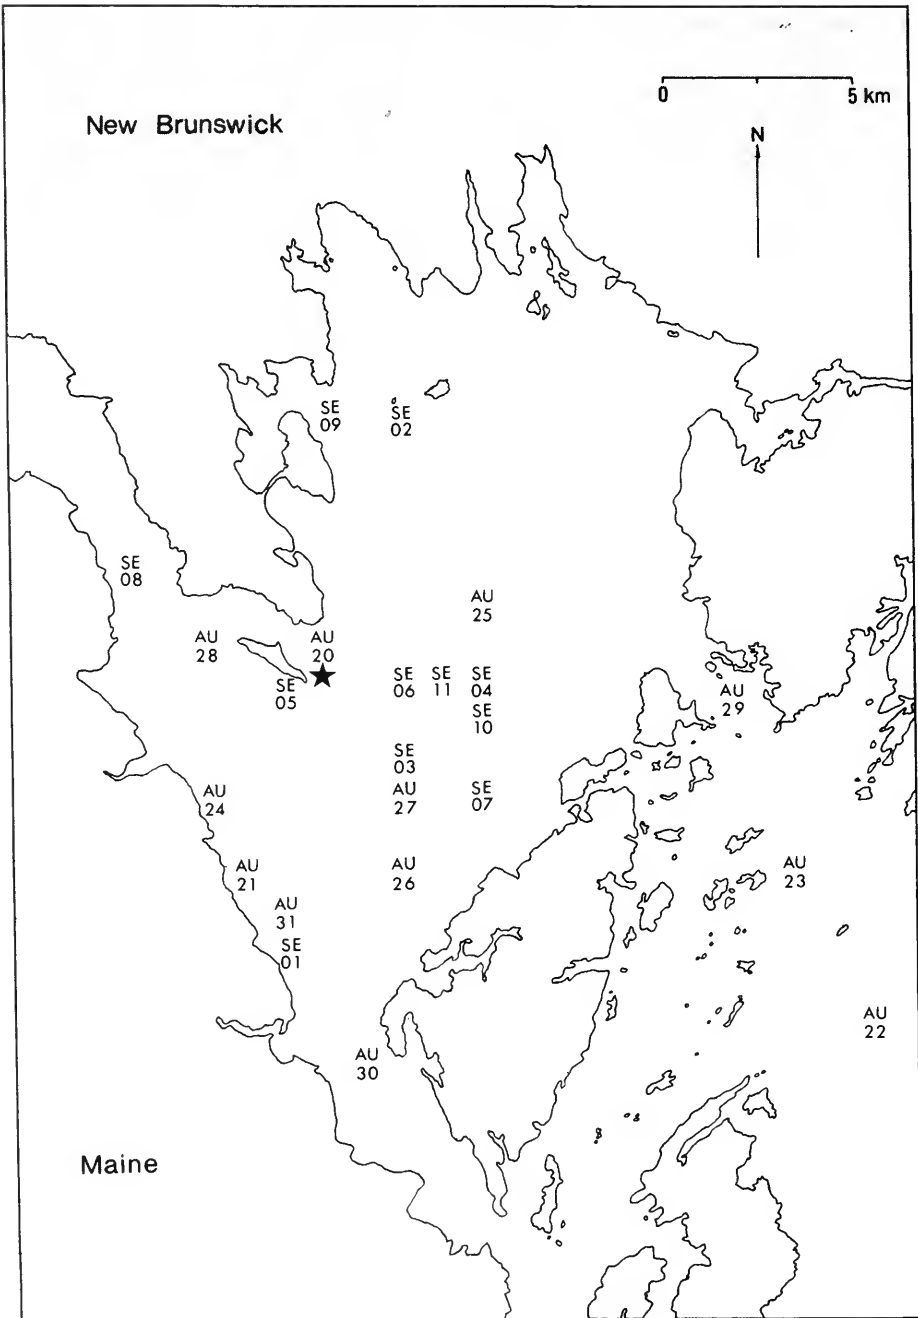 0 5 km
New Brunswick
N
SE
09
SE
02
SE
08
AU
25
AU
28
AU
20
SE
05
SE
06
SE
11
SE
04
SE
10
AU
29
SE
03
AU
27
SE
07
AU
24
AU
21
AU
26
AU
23
AU
31
SE
01
AU
22
AU
30
Maine